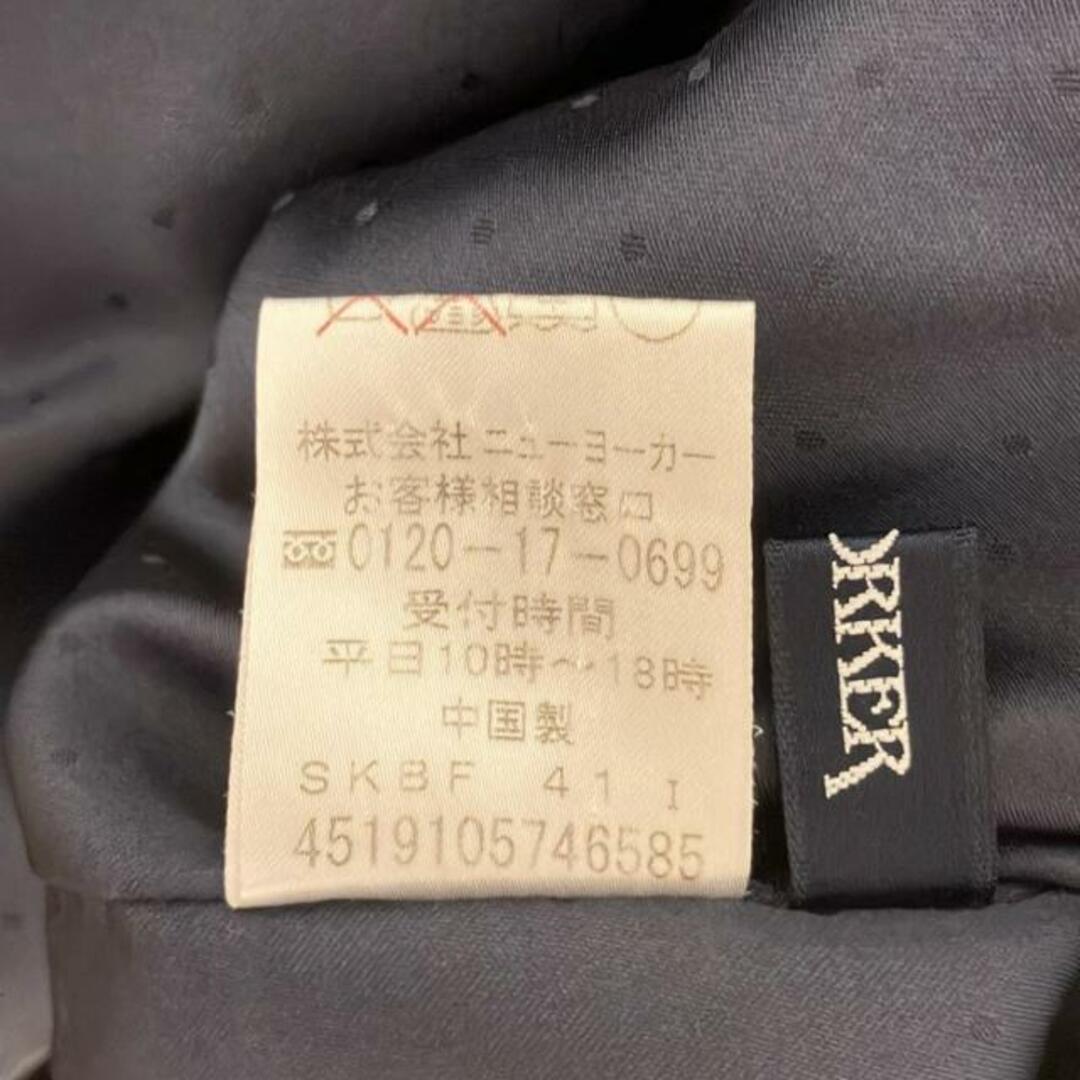 株式会社ニューヨーカー
お客様相談窓口
0120-17-0699
受付時間
平日10時～18時
中国製
SKBF 41 I
4519105746585
ORKER